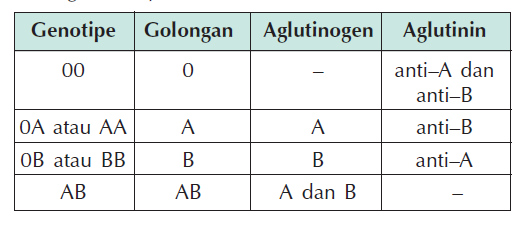 Genotipe Golongan Aglutinogen Aglutinin
00 0 – anti–A dan
anti–B
0A atau AA A A anti–B
0B atau BB B B anti–A
AB AB A dan B –